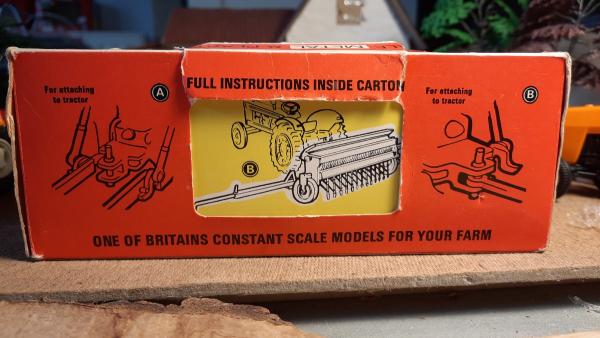 METAL
FULL INSTRUCTIONS INSIDE CARTON
For attaching
to tractor
A
For attaching
to tractor
B
B
ONE OF BRITAINS CONSTANT SCALE MODELS FOR YOUR FARM